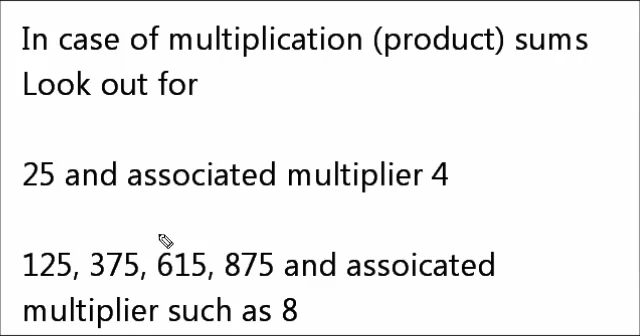 In case of multiplication (product) sums
Look out for
25 and associated multiplier 4
125, 375, 615, 875 and assoicated
multiplier such as 8